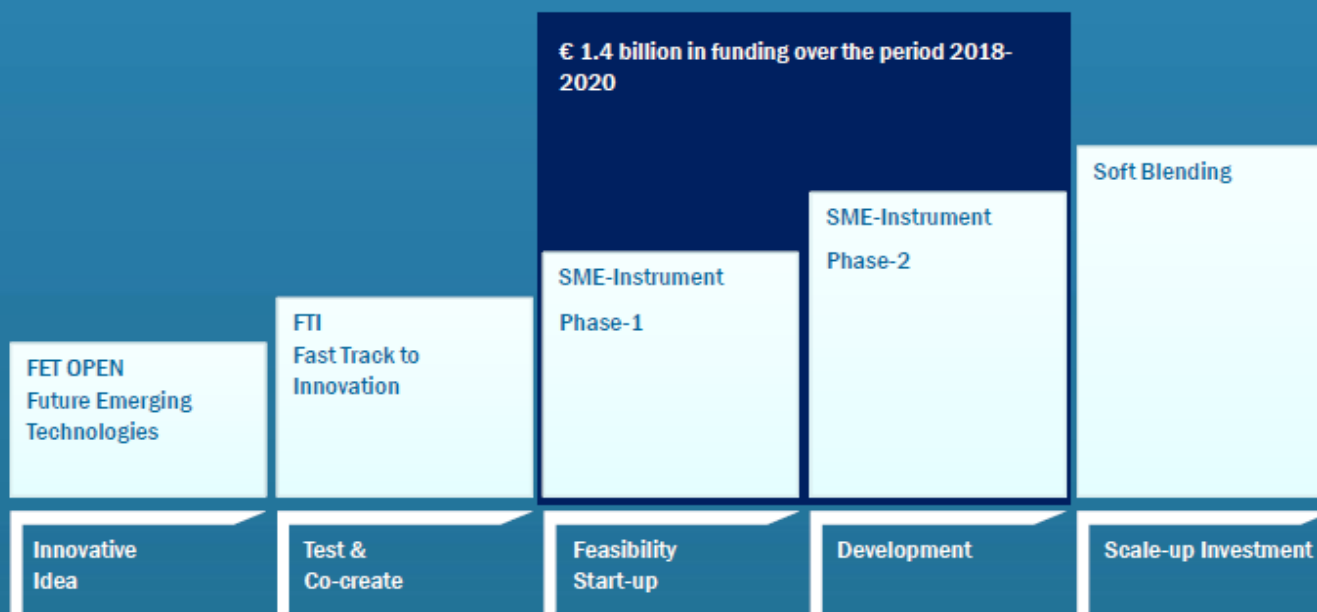 € 1.4 billion in funding over the period 2018-
2020
FET OPEN
Future Emerging
Technologies
FTI
Fast Track to
Innovation
SME-Instrument
Phase-1
SME-Instrument
Phase-2
Soft Blending
Innovative
Idea
Test &
Co-create
Feasibility
Start-up
Development
Scale-up Investment